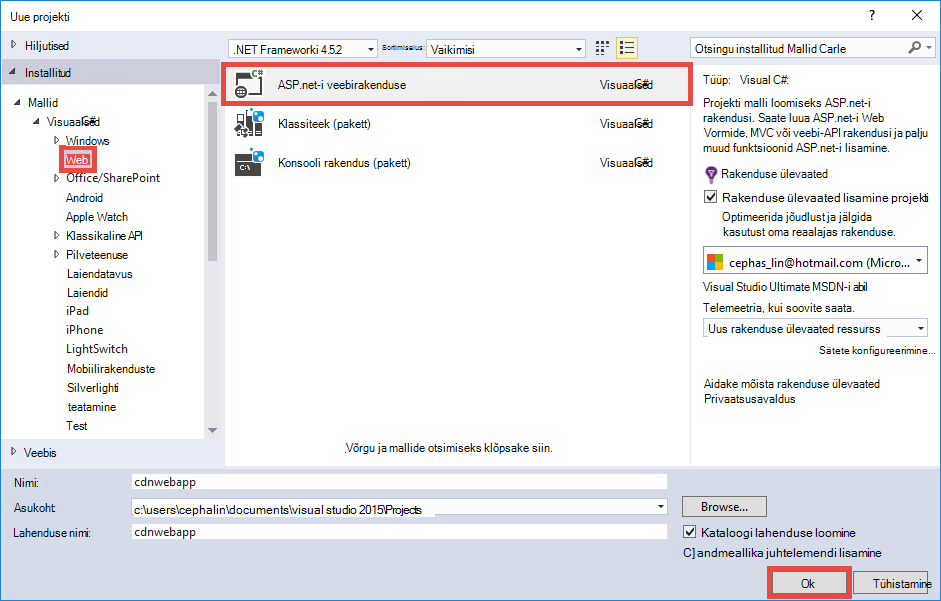 Uue projekti
? ×
Hiljutised
.NET Frameworki 4.5.2
Sortimisalus:
Vaikimisi
Otsingu installitud Mallid Carle
Installitud
Mallid
Windows
Web
Office/SharePoint
Android
Apple Watch
Klassikaline API
Pilveteenuse
Laiendatavus
Laiendid
iPad
iPhone
LightSwitch
Mobiilirakenduste
Silverlighti
teatamine
Test
Veebis
ASP.net-i veebirakenduse
Klassiteek (pakett)
Konsooli rakendus (pakett)
Võrgu ja mallide otsimiseks klõpsake siin.
Tüüp: Visual C#:
Projekti malli loomiseks ASP.net-i
rakendusi. Saate luua ASP.net-i Web
Vormide, MVC või veebi-API rakendusi ja palju
muud funktsioonid ASP.net-i lisamine.
Rakenduse ülevaated
Rakenduse ülevaated lisamine projekti
Optimeerida jõudlust ja jälgida
kasutust oma reaalajas rakenduse.
cephas_lin@hotmail.com (Micro...
Visual Studio Ultimate MSDN-i abil
Telemeetria, kui soovite saata.
Uus rakenduse ülevaated ressurss
Sätete konfigureerimine...
Aidake mõista rakenduse ülevaated
Privaatsusavaldus
Nimi: cdnwebapp
Asukoht: c:\users\cephalin\documents\visual studio 2015\Projects
Browse...
Lahenduse nimi: cdnwebapp
Kataloogi lahenduse loomine
C] andmeallika juhtelemendi lisamine
Ok
Tühistamine